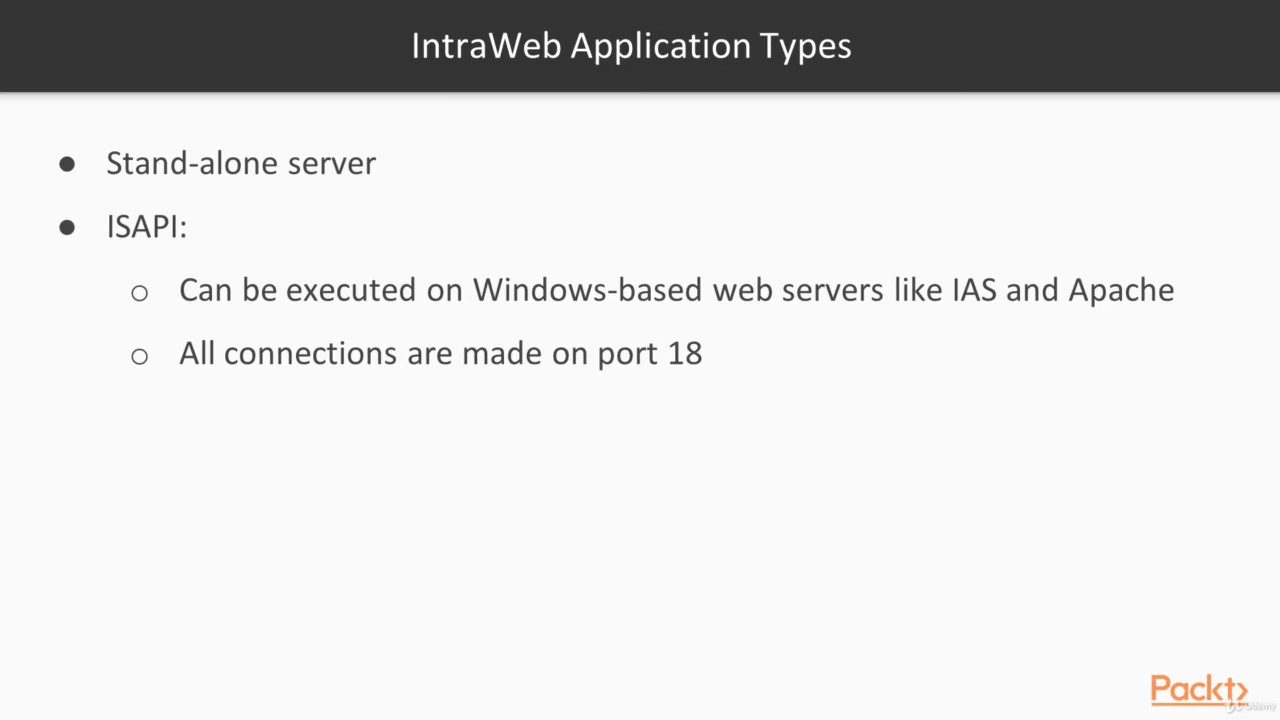 IntraWeb Application Types
● Stand-alone server
● ISAPI:
○ Can be executed on Windows-based web servers like IAS and Apache
○ All connections are made on port 18
Packt>
Udemy